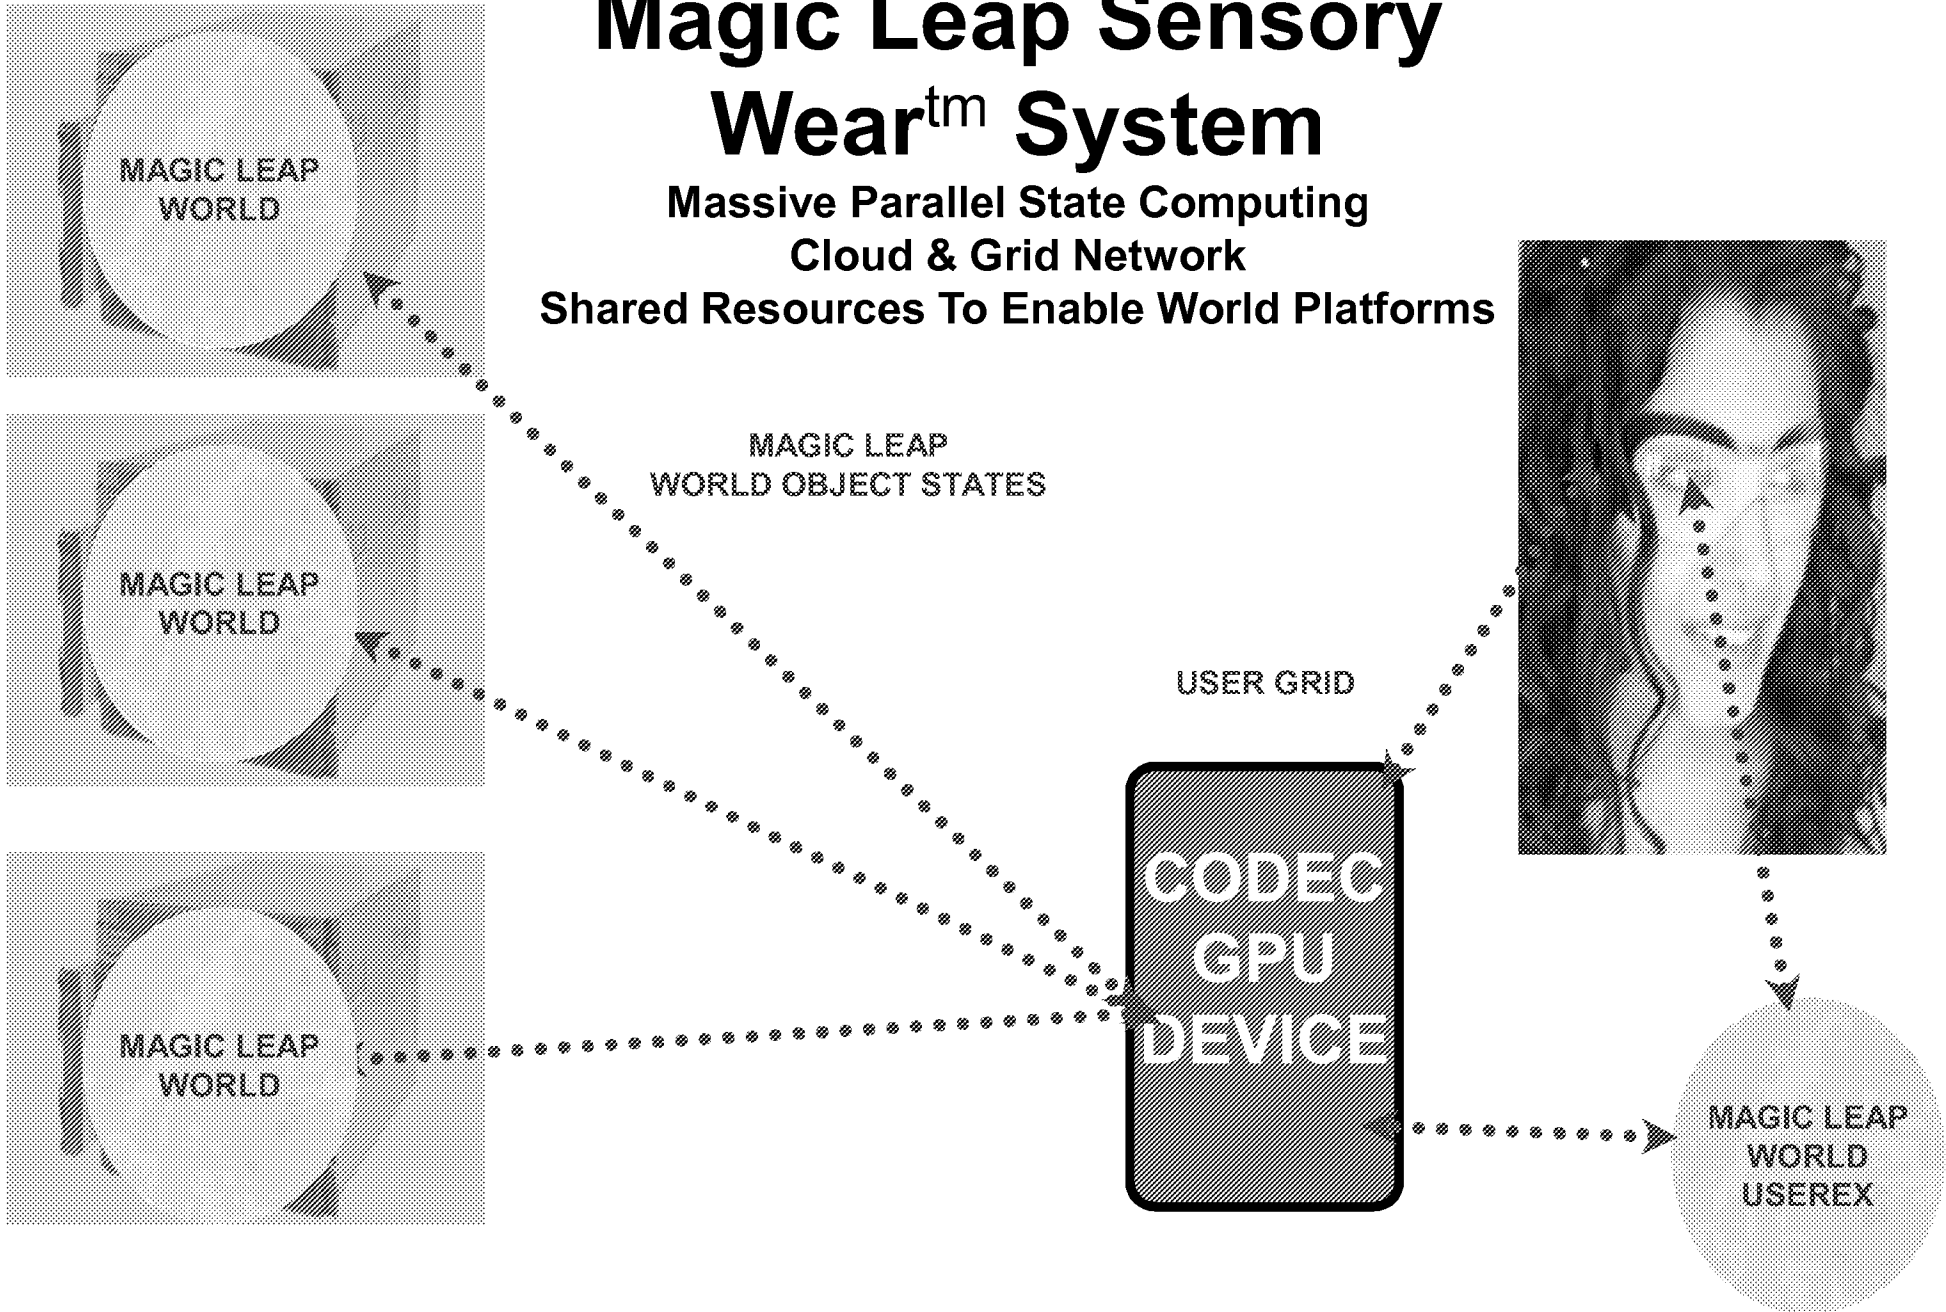 Magic Leap Sensory
Wear™ System
Massive Parallel State Computing
Cloud & Grid Network
Shared Resources To Enable World Platforms
MAGIC LEAP
WORLD
MAGIC LEAP
WORLD OBJECT STATES
MAGIC LEAP
WORLD
USER GRID
CODEC
GPU
DEVICE
MAGIC LEAP
WORLD
MAGIC LEAP
WORLD
USEREX